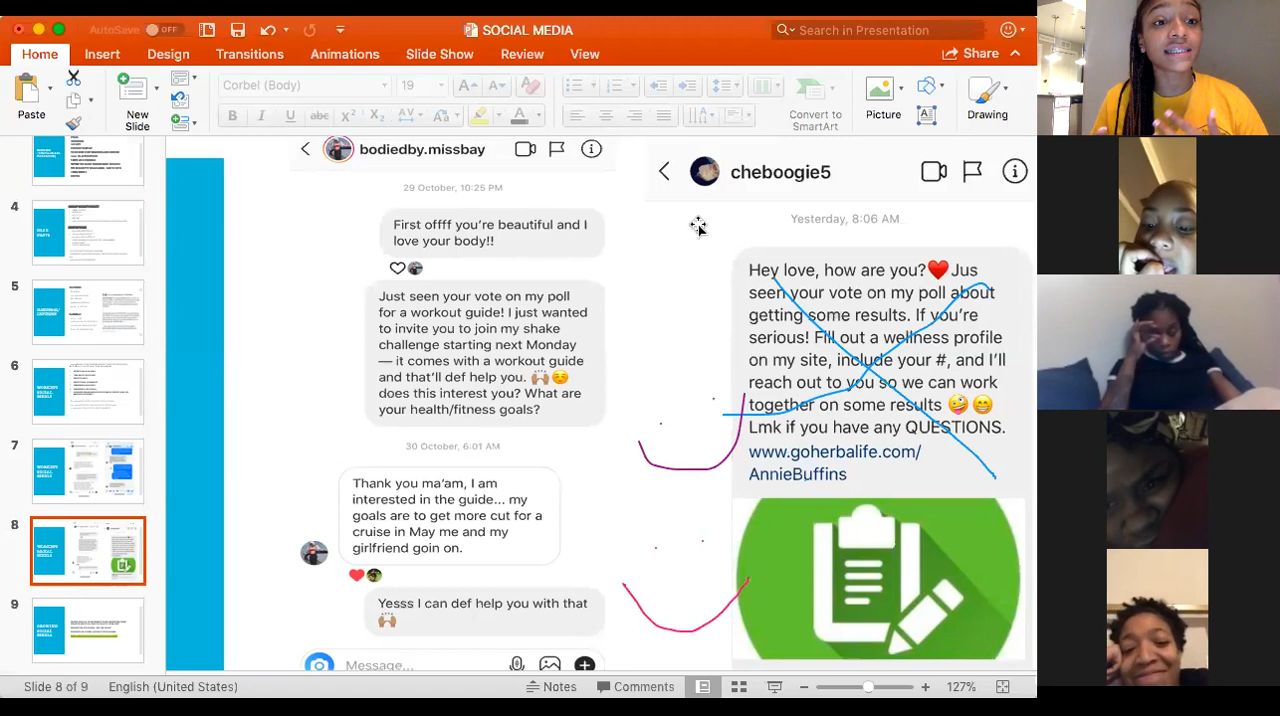 AutoSave OFF
SOCIAL MEDIA
Search in Presentation
Home Insert Design Transitions Animations Slide Show Review View
Share
Paste
New
Slide
Corbel (Body)
19
Convert to
SmartArt
Picture
Drawing
4
5
6
7
8
9
bodiedby.missbay
29 October, 10:25 PM
First offff you're beautiful and I
love your body!!
Just seen your vote on my poll
for a workout guide! Just wanted
to invite you to join my shake
challenge starting next Monday
— it comes with a workout guide
and that'll def help you 🙌🏽☺️
does this interest you? What are
your health/fitness goals?
30 October, 6:01 AM
Thank you ma'am, I am
interested in the guide... my
goals are to get more cut for a
cruise in May me and my
girlfriend goin on.
Yesss I can def help you with that
🙌🏽
Message...
cheboogie5
Yesterday, 8:06 AM
Hey love, how are you?❤️Jus
seen your vote on my poll about
getting some results. If you're
serious! Fill out a wellness profile
on my site, include your #. and I'll
reach out to you so we can work
together on some results 😁
Lmk if you have any QUESTIONS.
www.goherbalife.com/
AnnieBuffins
Slide 8 of 9
English (United States)
Notes
Comments
127%